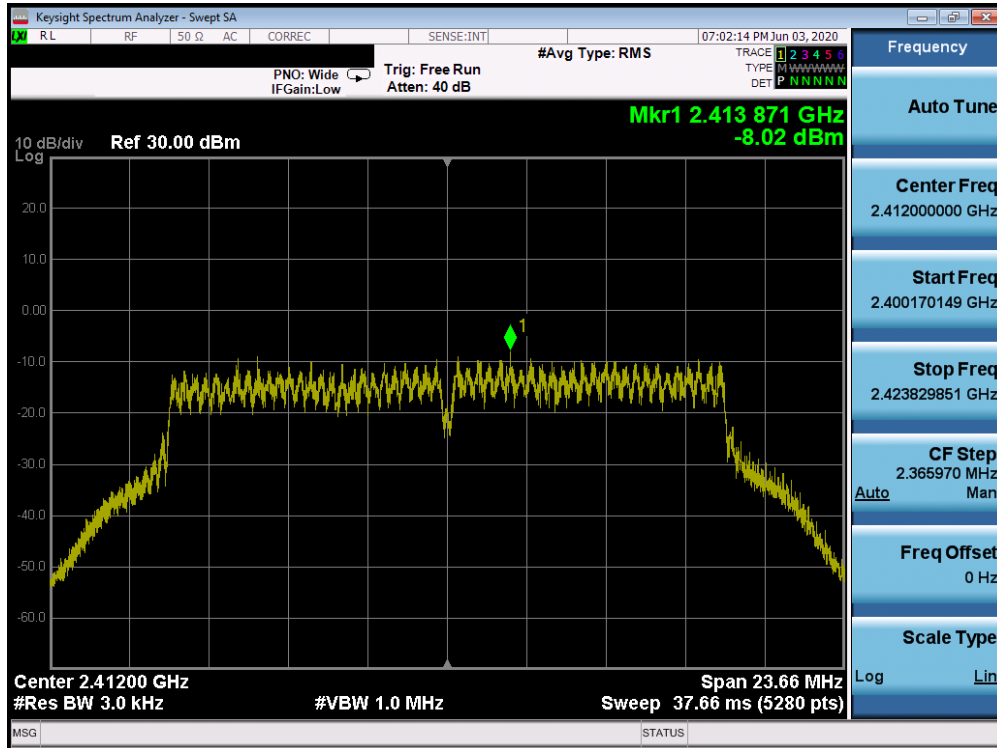 Keysight Spectrum Analyzer - Swept SA
LXI RL RF 50 Ω AC CORREC SENSE:INT 07:02:14 PM Jun 03, 2020
#Avg Type: RMS
TRACE 1 2 3 4 5 6
TYPE M WWWWW
DET P N N N N N
PNO: Wide
IFGain:Low
Trig: Free Run
Atten: 40 dB
Mkr1 2.413 871 GHz
-8.02 dBm
10 dB/div
Log
Ref 30.00 dBm
20.0
10.0
0.00
-10.0
-20.0
-30.0
-40.0
-50.0
-60.0
1
Center 2.41200 GHz
Span 23.66 MHz
#Res BW 3.0 kHz
#VBW 1.0 MHz
Sweep 37.66 ms (5280 pts)
MSG
STATUS
Frequency
Auto Tune
Center Freq
2.412000000 GHz
Start Freq
2.400170149 GHz
Stop Freq
2.423829851 GHz
CF Step
2.365970 MHz
Auto Man
Freq Offset
0 Hz
Scale Type
Log Lin